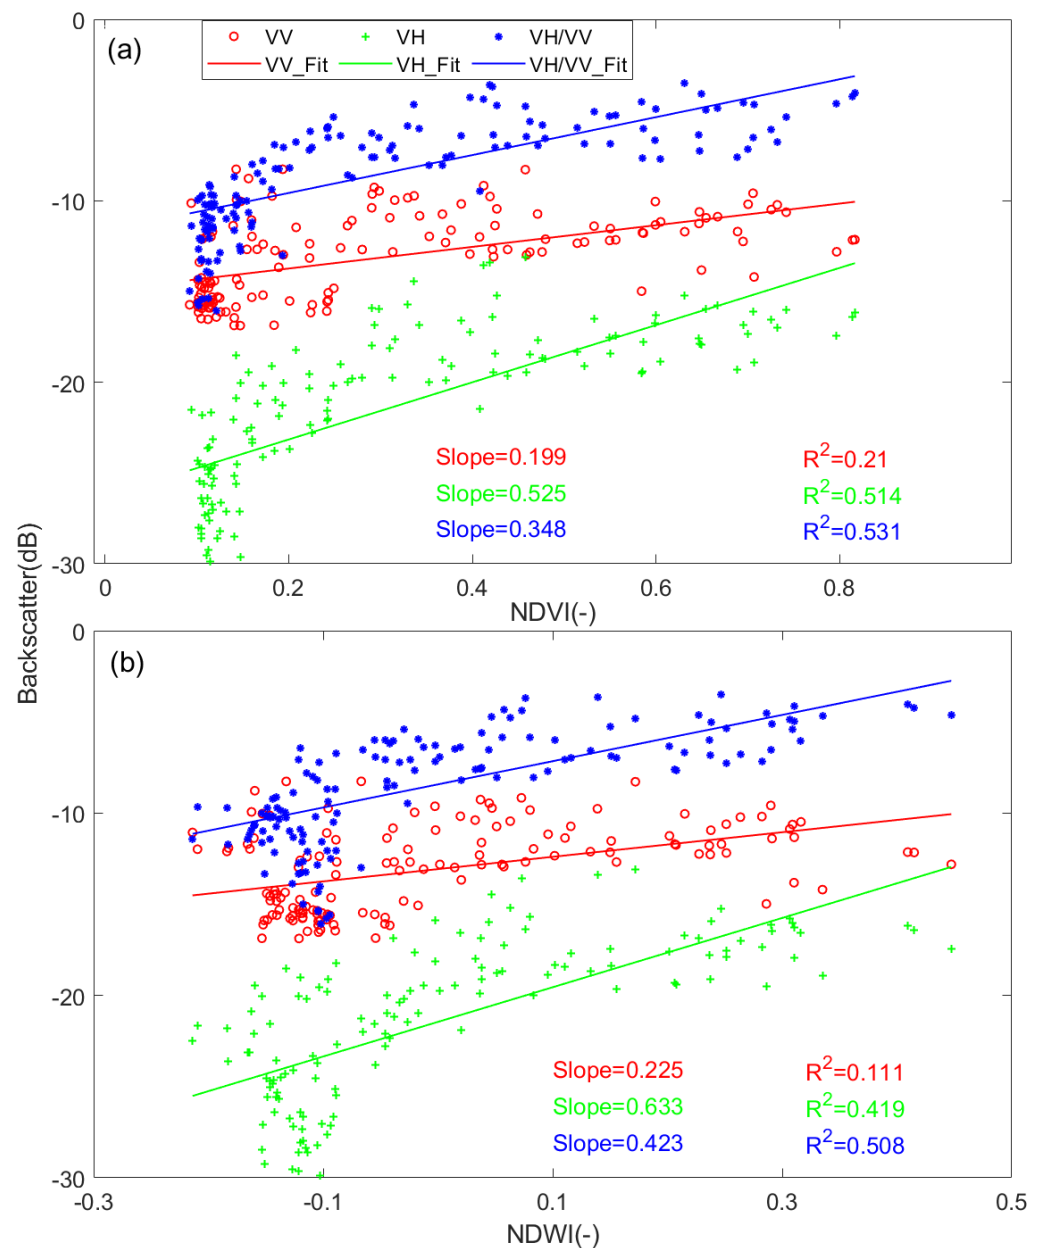 0
(a)
VV VH VH/VV
VV_Fit VH_Fit VH/VV_Fit
-10
-20
Slope=0.199 R²=0.21
Slope=0.525 R²=0.514
Slope=0.348 R²=0.531
-30
0 0.2 0.4 0.6 0.8
NDVI(-)
Backscatter(dB)
0
(b)
-10
-20
Slope=0.225 R²=0.111
Slope=0.633 R²=0.419
Slope=0.423 R²=0.508
-30
-0.3 -0.1 0.1 0.3 0.5
NDWI(-)